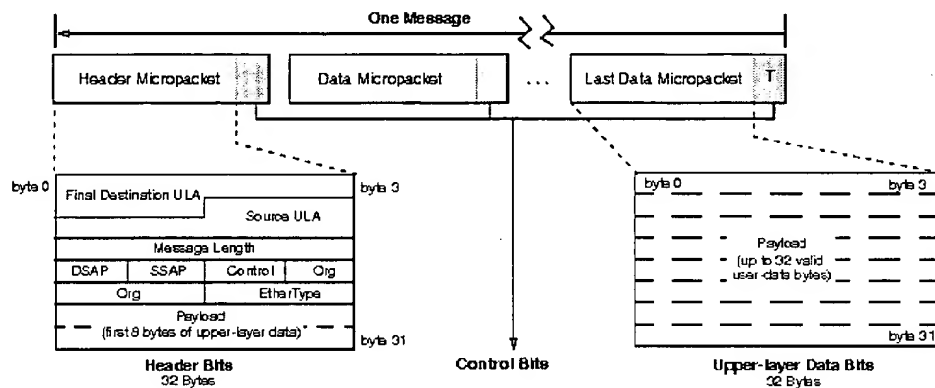 One Message
Header Micropacket
Data Micropacket
...
Last Data Micropacket
T
byte 0
Final Destination ULA
byte 3
Source ULA
Message Length
DSAP
SSAP
Control
Org
Org
EtherType
Payload
(first 8 bytes of upper-layer data)
byte 31
Header Bits
32 Bytes
Control Bits
byte 0
byte 3
Payload
(up to 32 valid
user-data bytes)
byte 31
Upper-layer Data Bits
32 Bytes